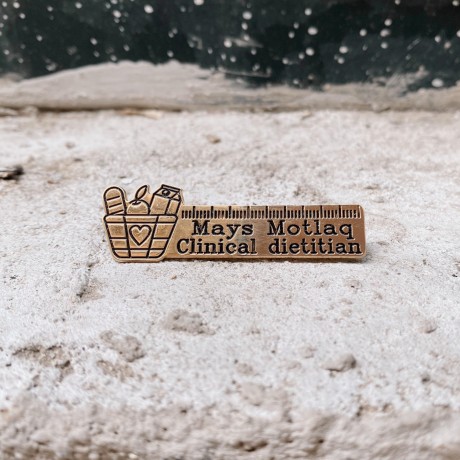 Mays Motlaq
Clinical dietitian